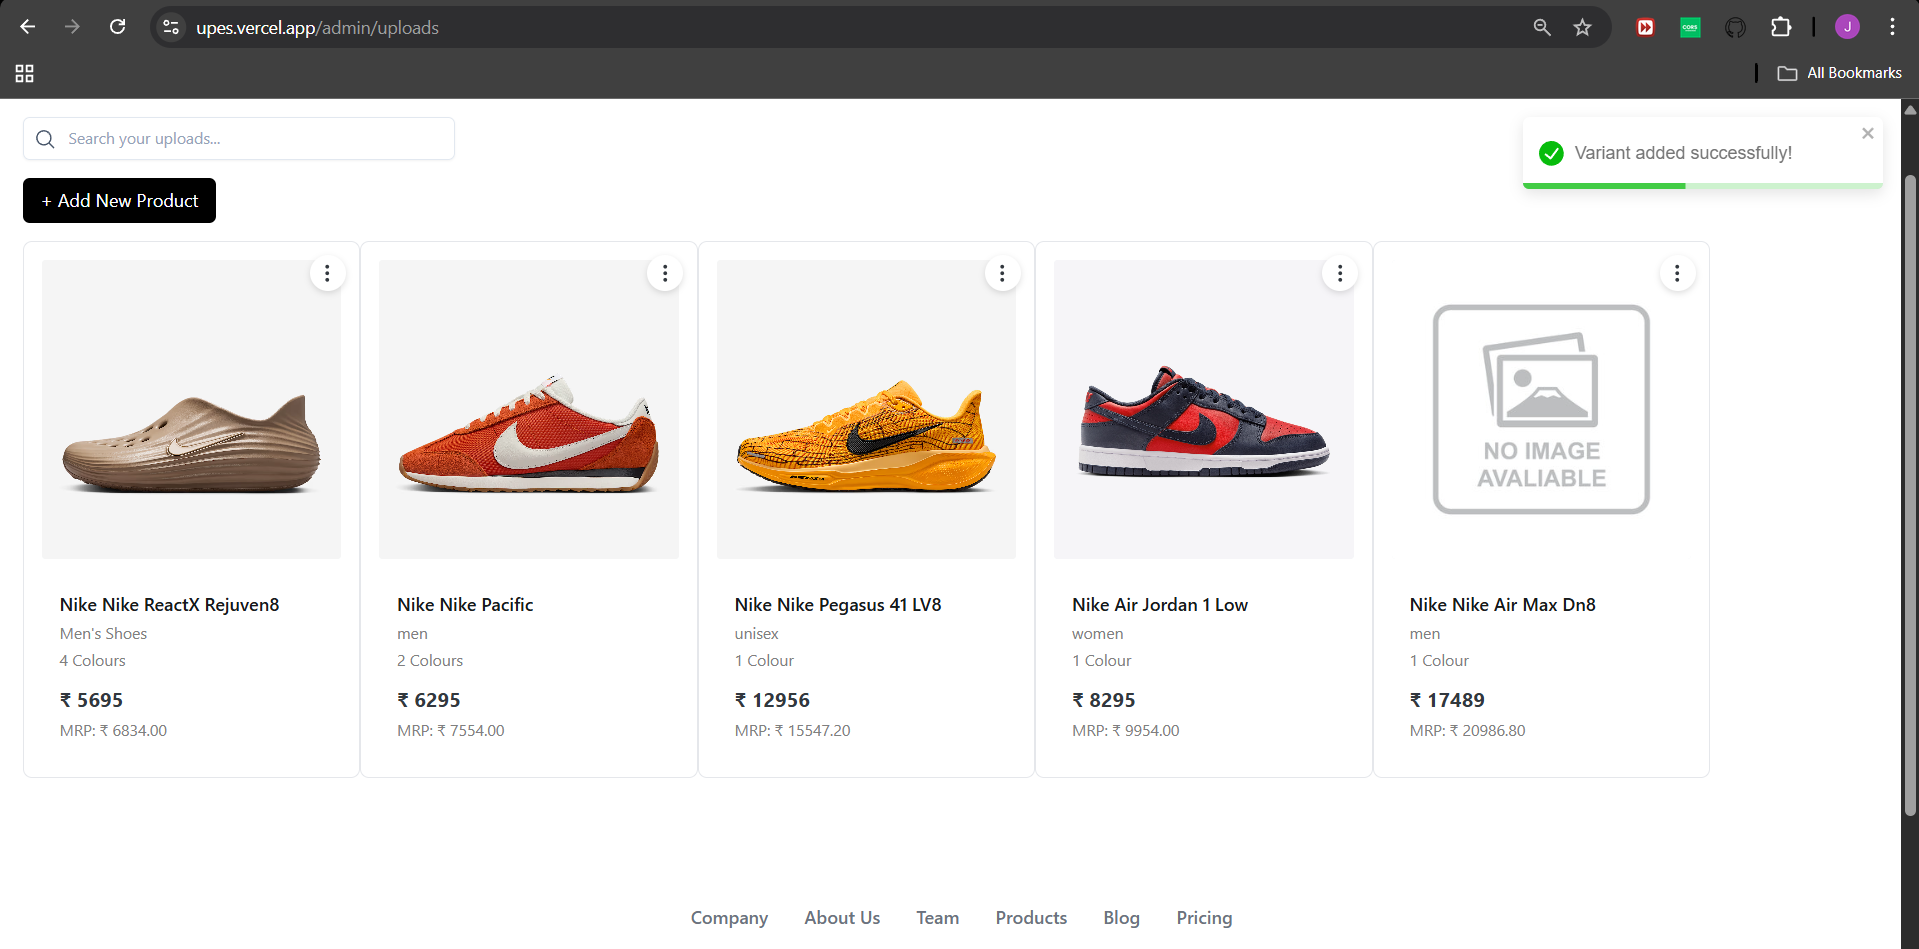 upes.vercel.app/admin/uploads
CORS
J
All Bookmarks
Search your uploads...
Variant added successfully!
+ Add New Product
NO IMAGE
AVALIABLE
Nike Nike ReactX Rejuven8
Men's Shoes
4 Colours
₹ 5695
MRP: ₹ 6834.00
Nike Nike Pacific
men
2 Colours
₹ 6295
MRP: ₹ 7554.00
Nike Nike Pegasus 41 LV8
unisex
1 Colour
₹ 12956
MRP: ₹ 15547.20
Nike Air Jordan 1 Low
women
1 Colour
₹ 8295
MRP: ₹ 9954.00
Nike Nike Air Max Dn8
men
1 Colour
₹ 17489
MRP: ₹ 20986.80
Company About Us Team Products Blog Pricing